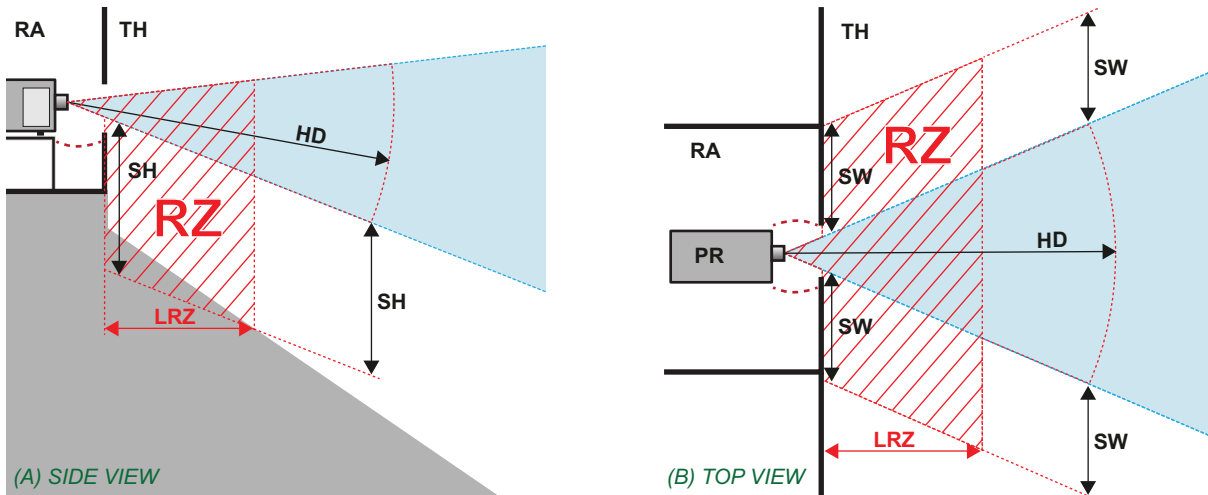 RA
TH
HD
SH
RZ
SH
LRZ
(A) SIDE VIEW
TH
SW
RA
RZ
SW
PR
HD
SW
LRZ
SW
(B) TOP VIEW